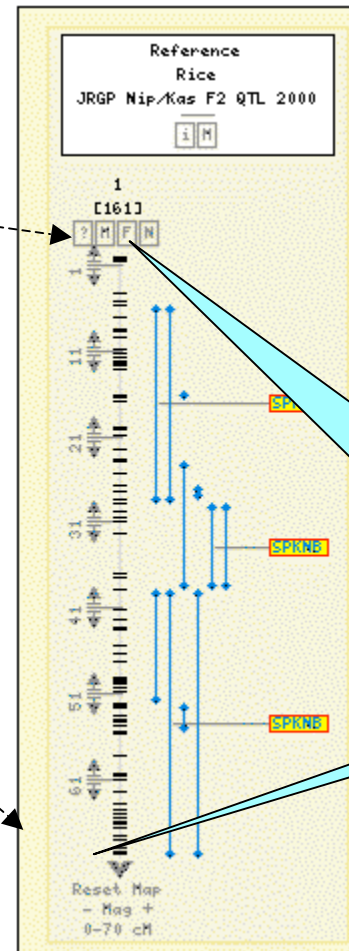 Reference
Rice
JRGP Nip/Kas F2 QTL 2000
i M
1
[161]
? M F N
1
11
SP
21
31
SPKNB
41
51
SPKNB
61
Reset Map
- Mag +
0-70 cM